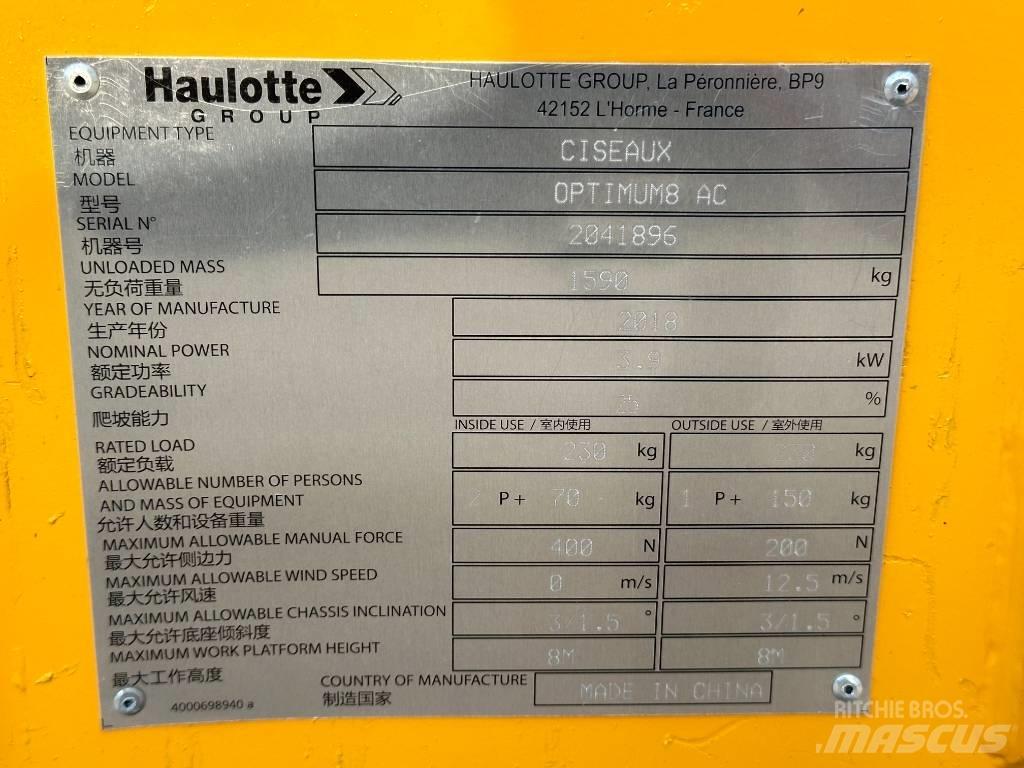 Haulotte
GROUP
HAULOTTE GROUP, La Péronnière, BP9
42152 L'Horme - France
EQUIPMENT TYPE
机器
CISEAUX
MODEL
型号
OPTIMUM8 AC
SERIAL N°
机器号
2041896
UNLOADED MASS
无负荷重量
1590 kg
YEAR OF MANUFACTURE
生产年份
2018
NOMINAL POWER
额定功率
3.9 kW
GRADEABILITY
爬坡能力
25 %
INSIDE USE / 室内使用 OUTSIDE USE / 室外使用
RATED LOAD
额定负载
230 kg 230 kg
ALLOWABLE NUMBER OF PERSONS
AND MASS OF EQUIPMENT
允许人数和设备重量
2 P + 70 kg 1 P + 150 kg
MAXIMUM ALLOWABLE MANUAL FORCE
最大允许侧边力
400 N 200 N
MAXIMUM ALLOWABLE WIND SPEED
最大允许风速
0 m/s 12.5 m/s
MAXIMUM ALLOWABLE CHASSIS INCLINATION
最大允许底座倾斜度
3/1.5 ° 3/1.5 °
MAXIMUM WORK PLATFORM HEIGHT
最大工作高度
8M 8M
COUNTRY OF MANUFACTURE
制造国家
MADE IN CHINA
4000698940 a
RITCHIE BROS.
MASCUS